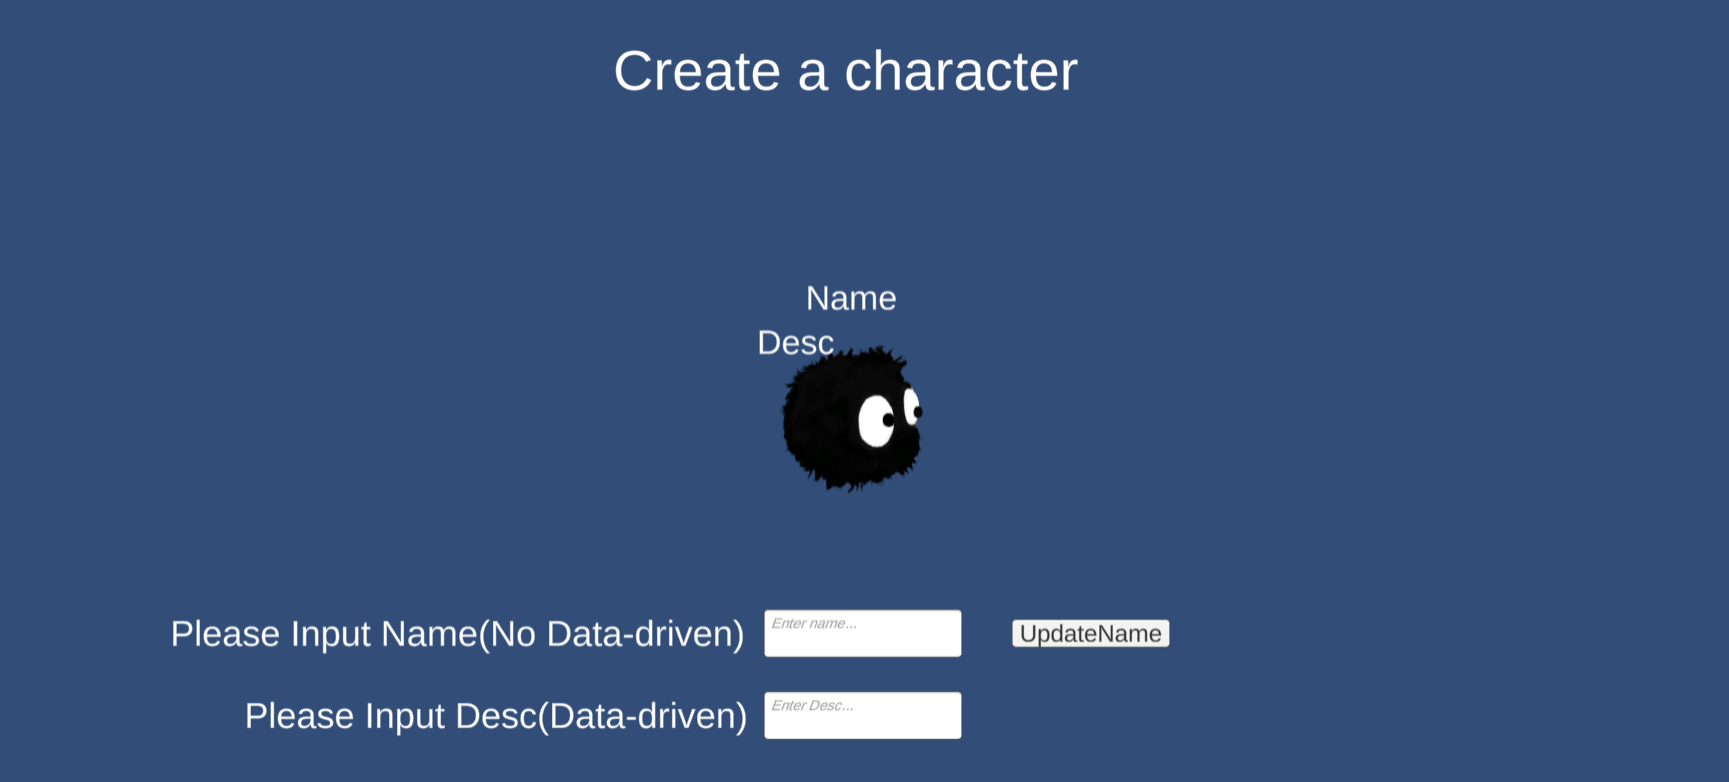 Create a character
Name
Desc
Please Input Name(No Data-driven)
Enter name...
UpdateName
Please Input Desc(Data-driven)
Enter Desc...